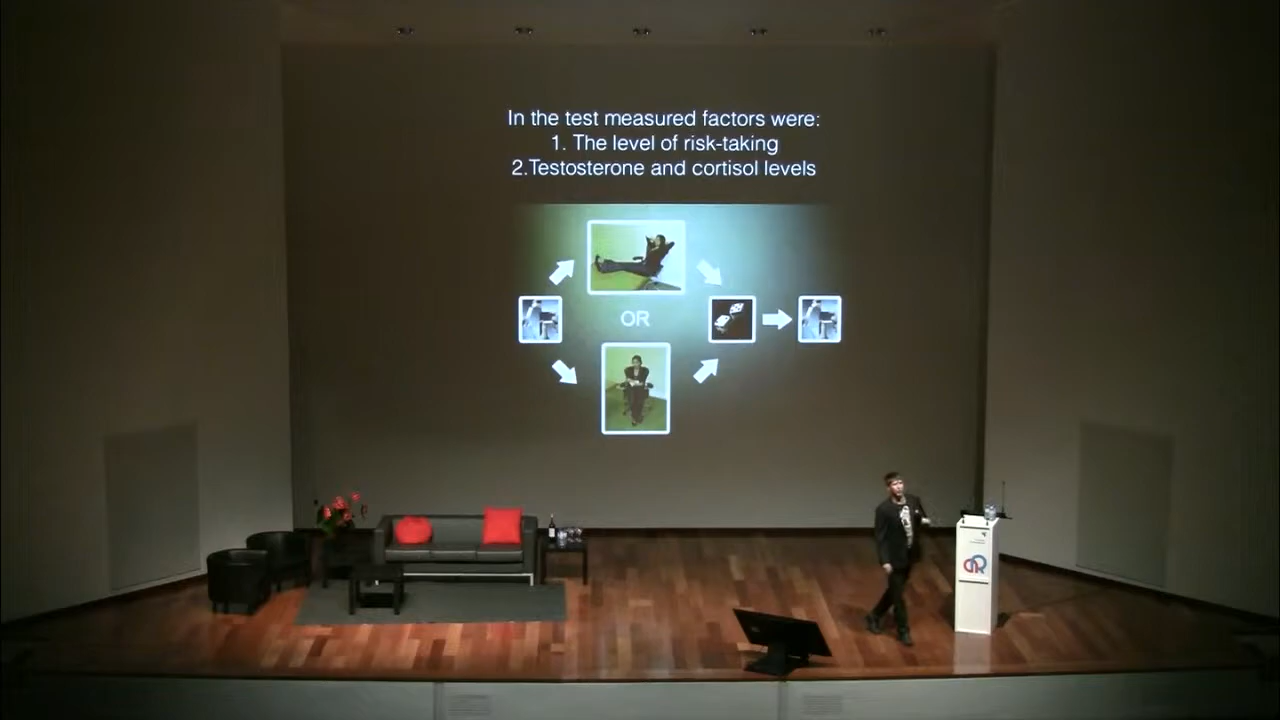 In the test measured factors were:
1. The level of risk-taking
2.Testosterone and cortisol levels
OR